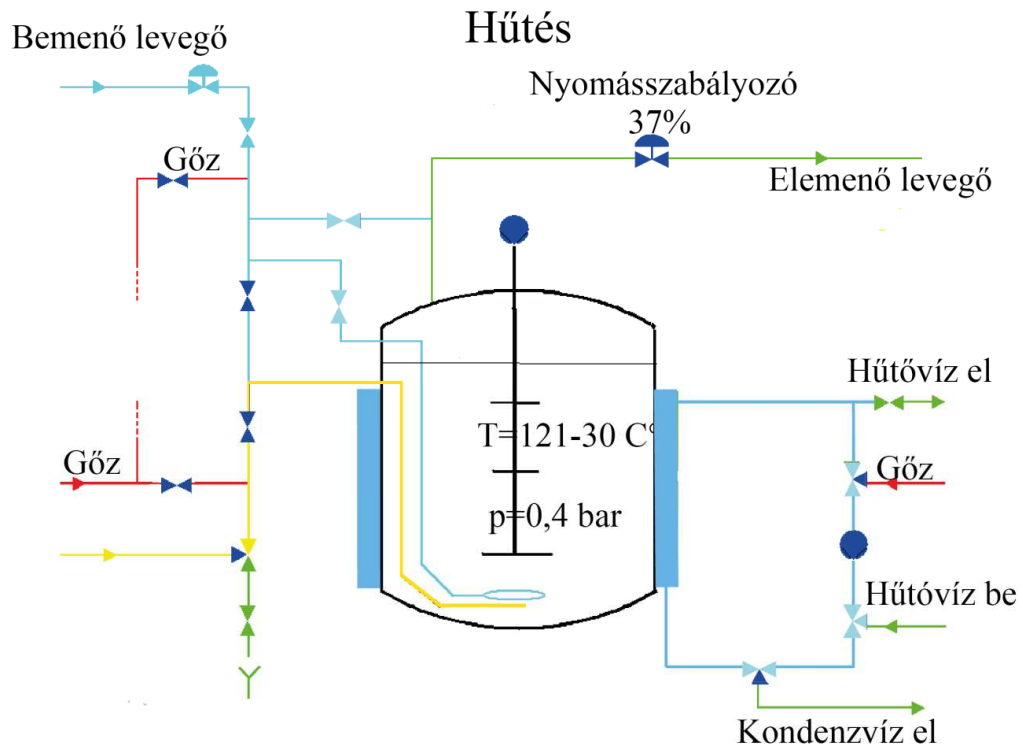 Hűtés
Bemenő levegő
Nyomásszabályozó
37%
Gőz
Elemenő levegő
Hűtővíz el
T=121-30 C°
Gőz
Gőz
p=0,4 bar
Hűtóvíz be
Kondenzvíz el